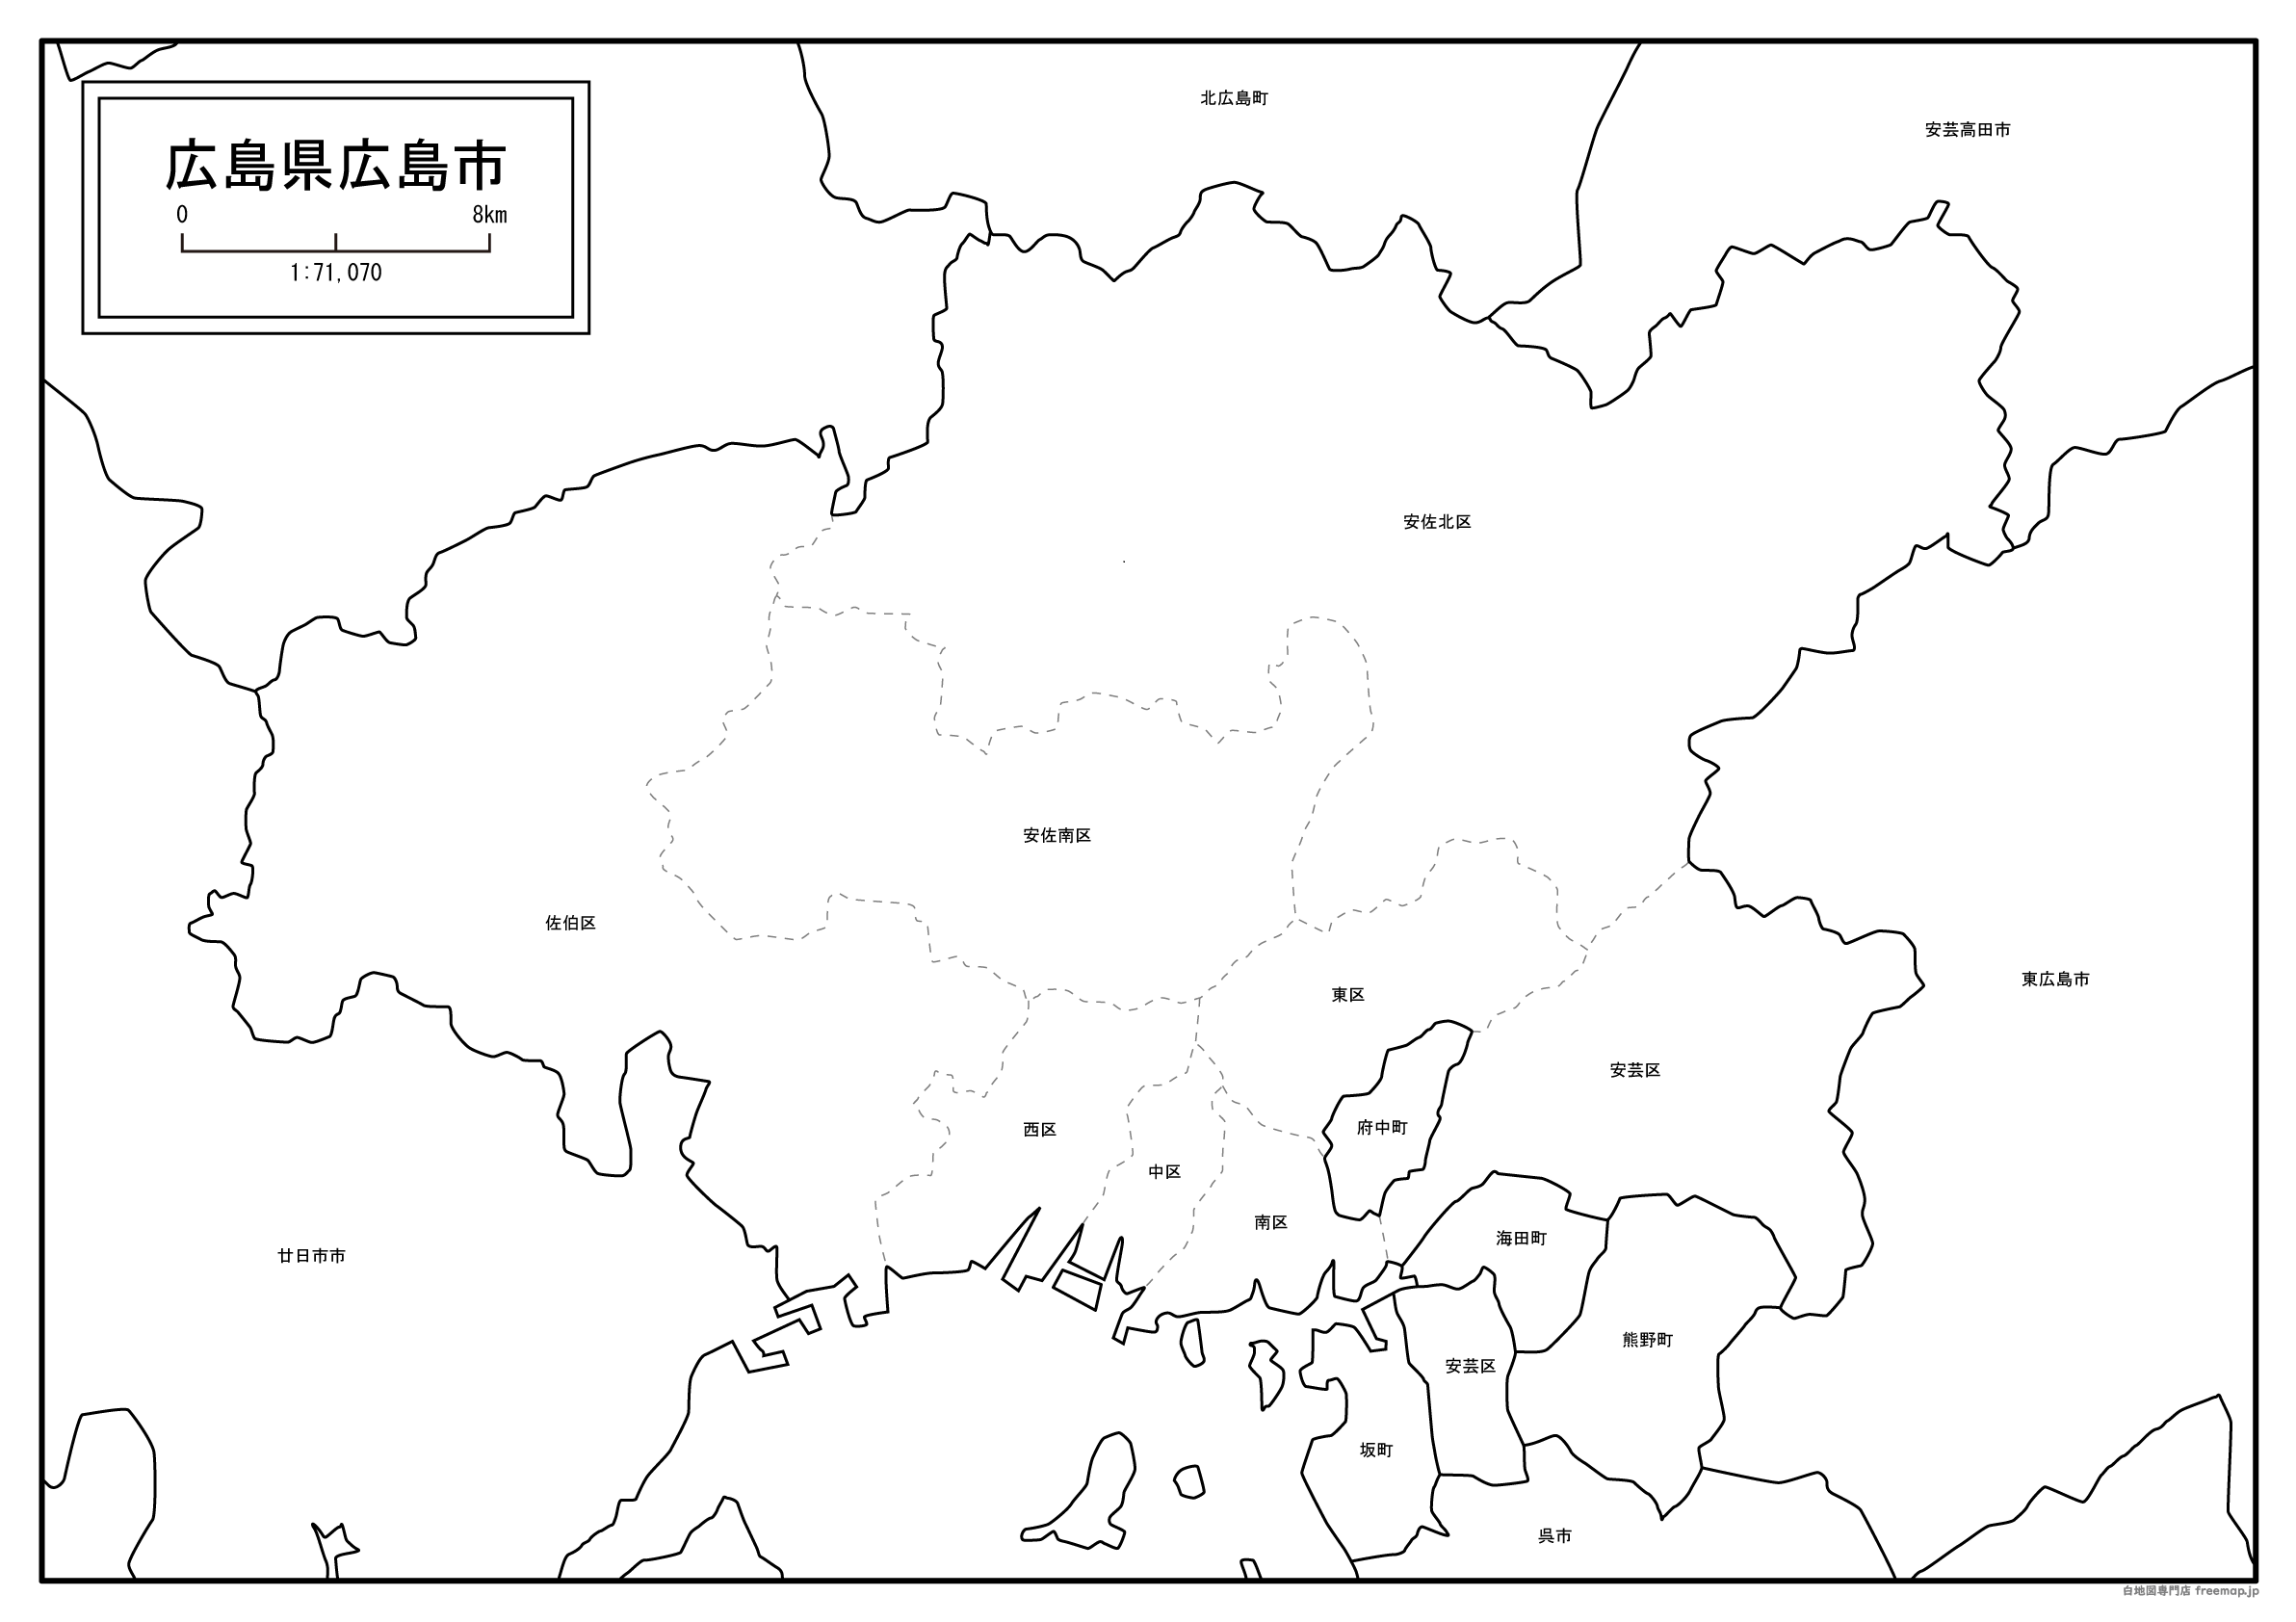 広島県広島市
0 8km
1:71,070
北広島町
安芸高田市
安佐北区
安佐南区
佐伯区
東広島市
東区
安芸区
府中町
西区
中区
南区
海田町
廿日市市
熊野町
安芸区
坂町
呉市
白地図専門店 freemap.jp